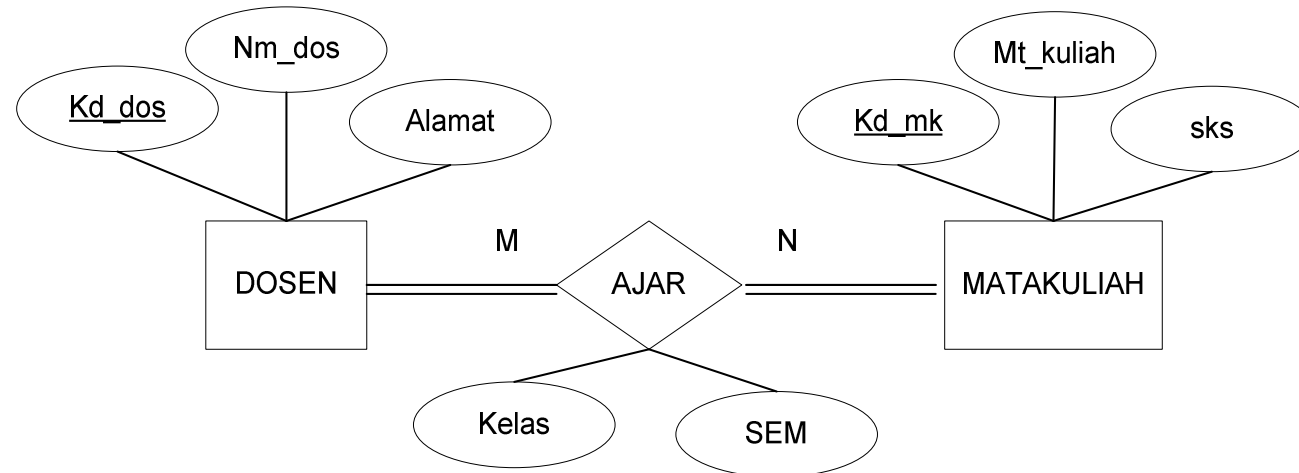 Nm_dos
Kd_dos
Alamat
Mt_kuliah
Kd_mk
sks
M
N
DOSEN
AJAR
MATAKULIAH
Kelas
SEM